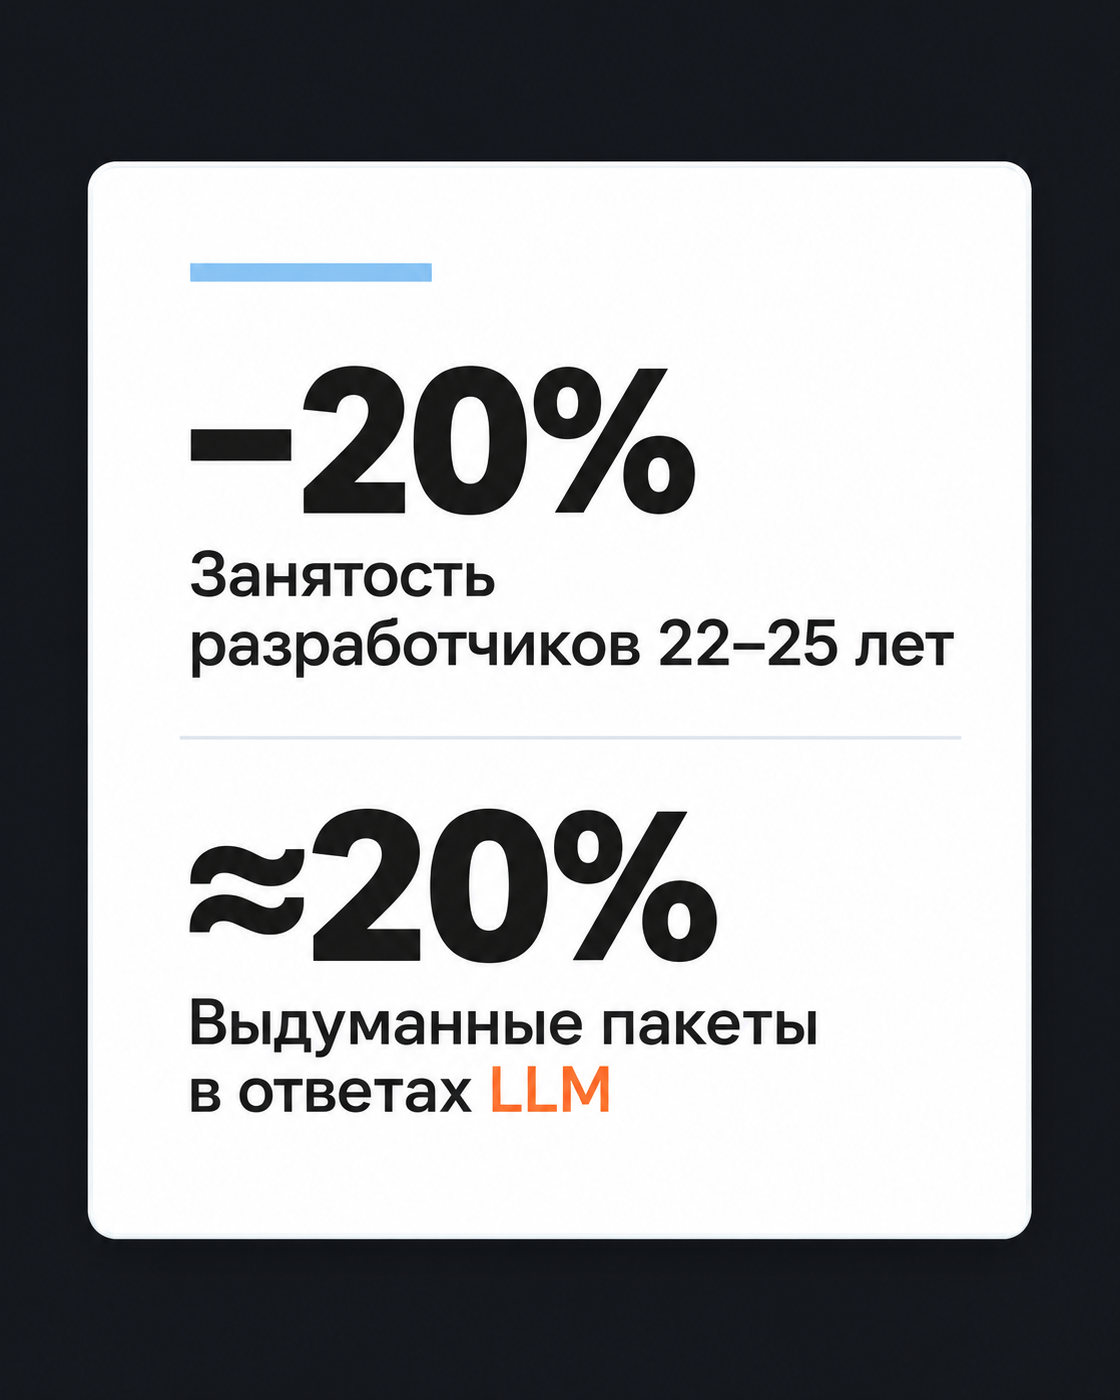 –20%
Занятость
разработчиков 22–25 лет
≈20%
Выдуманные пакеты
в ответах LLM